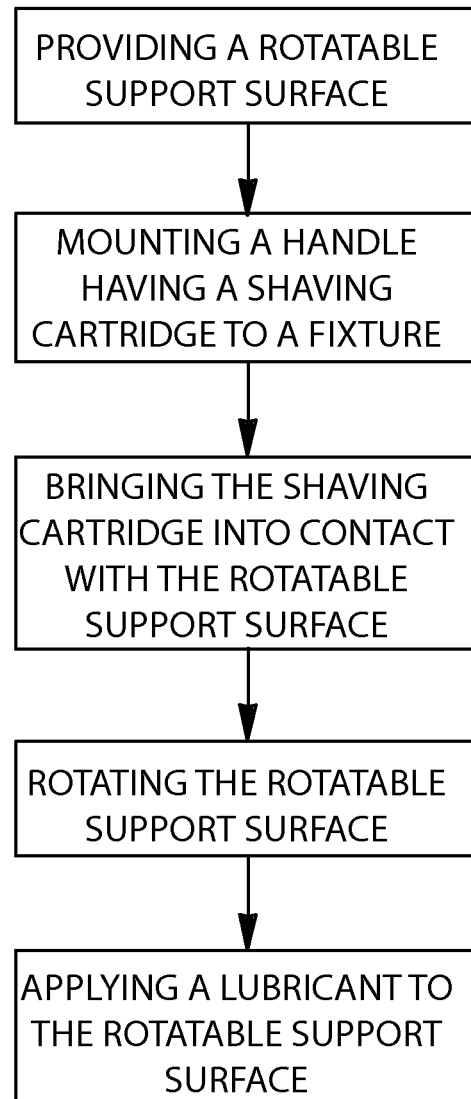 PROVIDING A ROTATABLE
SUPPORT SURFACE
MOUNTING A HANDLE
HAVING A SHAVING
CARTRIDGE TO A FIXTURE
BRINGING THE SHAVING
CARTRIDGE INTO CONTACT
WITH THE ROTATABLE
SUPPORT SURFACE
ROTATING THE ROTATABLE
SUPPORT SURFACE
APPLYING A LUBRICANT TO
THE ROTATABLE SUPPORT
SURFACE